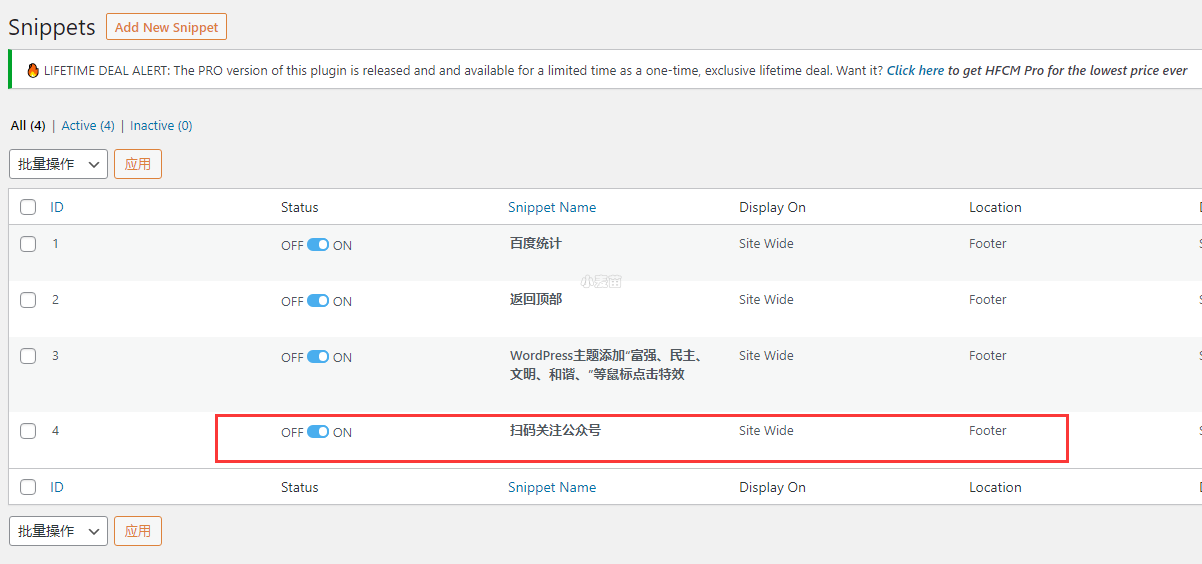 Snippets Add New Snippet
LIFETIME DEAL ALERT: The PRO version of this plugin is released and and available for a limited time as a one-time, exclusive lifetime deal. Want it? Click here to get HFCM Pro for the lowest price ever
All (4) | Active (4) | Inactive (0)
批量操作 应用
ID Status Snippet Name Display On Location
1 OFF ON 百度统计 Site Wide Footer
小麦苗
2 OFF ON 返回顶部 Site Wide Footer
3 OFF ON WordPress主题添加“富强、民主、 Site Wide Footer
文明、和谐、”等鼠标点击特效
4 OFF ON 扫码关注公众号 Site Wide Footer
ID Status Snippet Name Display On Location
批量操作 应用